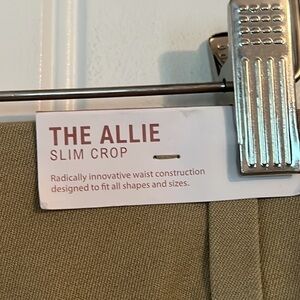 THE ALLIE
SLIM CROP
Radically innovative waist construction
designed to fit all shapes and sizes.